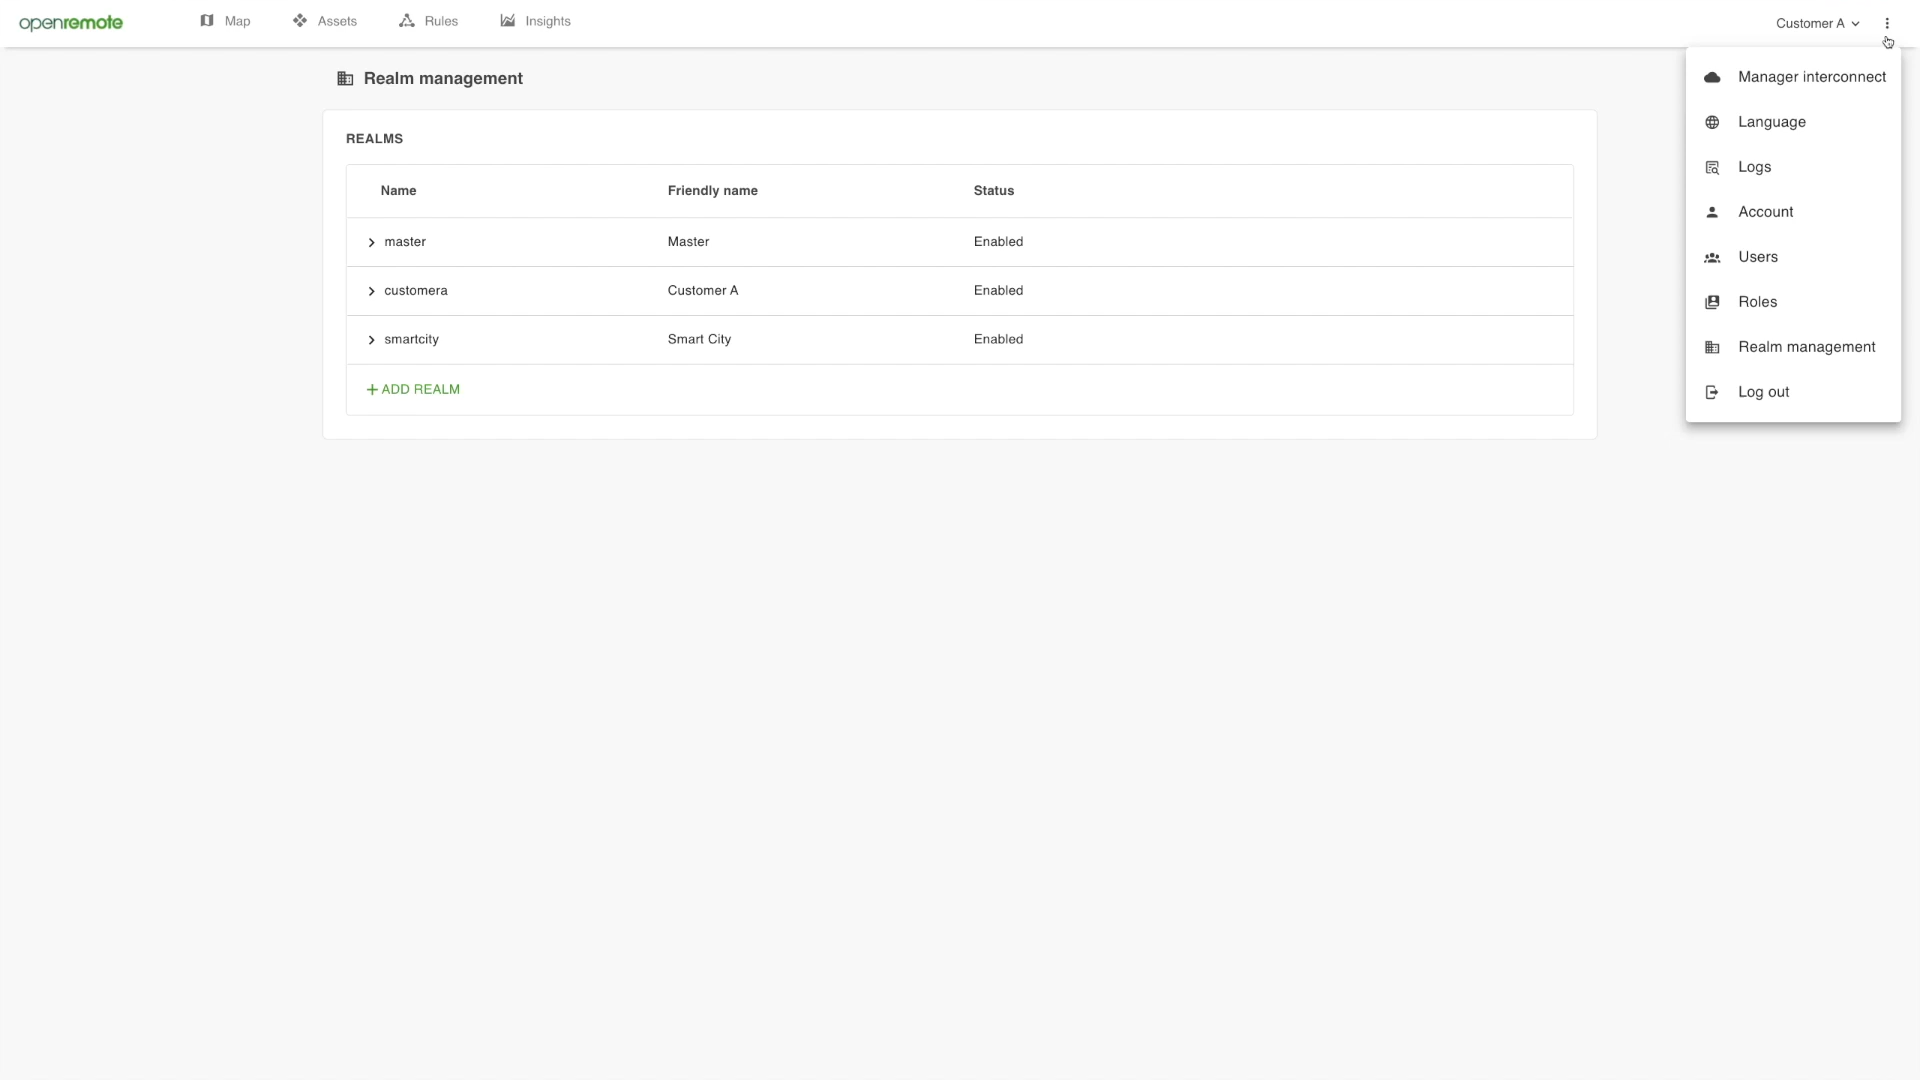 openremote
Map
Assets
Rules
Insights
Customer A
Realm management
REALMS
Name Friendly name Status
master Master Enabled
customera Customer A Enabled
smartcity Smart City Enabled
+ ADD REALM
Manager interconnect
Language
Logs
Account
Users
Roles
Realm management
Log out